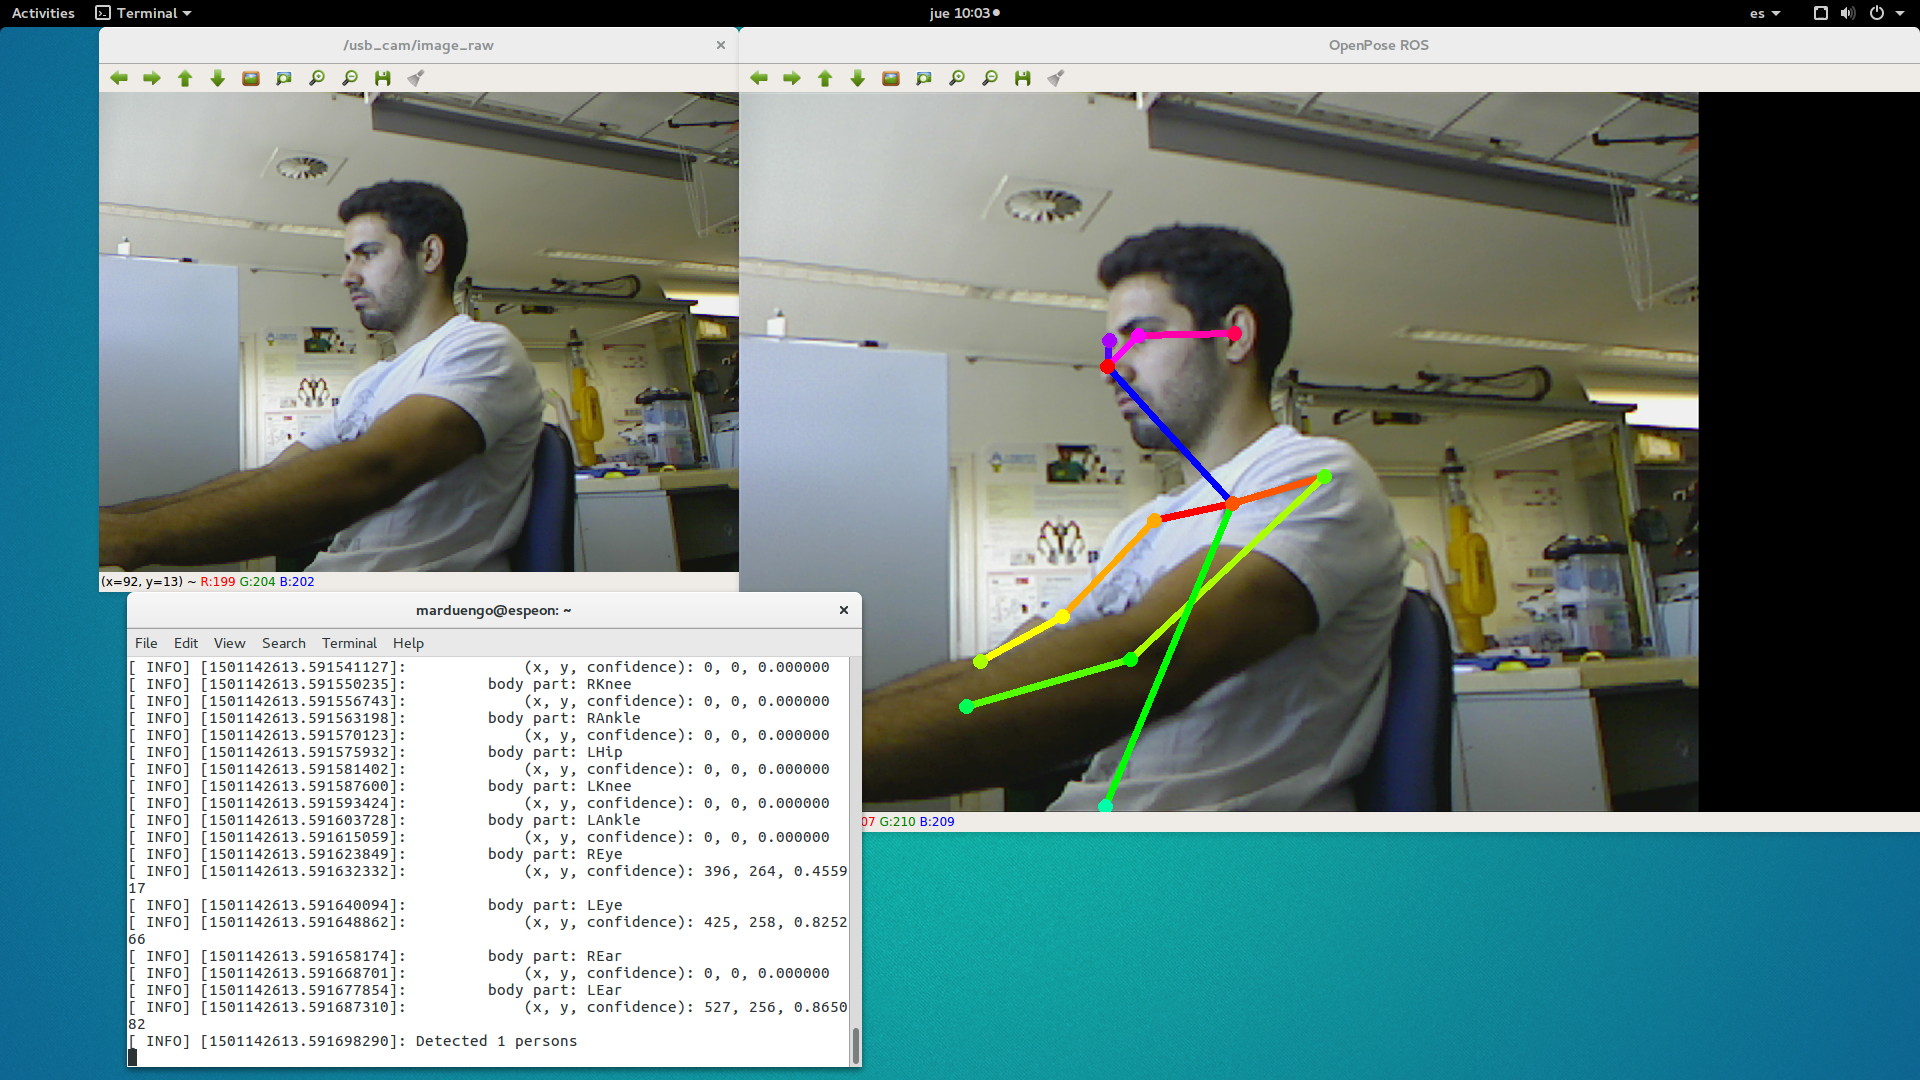 Activities
Terminal
jue 10:03
es
/usb_cam/image_raw
OpenPose ROS
(x=92, y=13) ~ R:199 G:204 B:202
07 G:210 B:209
marduengo@espeon: ~
File Edit View Search Terminal Help
[ INFO] [1501142613.591541127]: (x, y, confidence): 0, 0, 0.000000
[ INFO] [1501142613.591550235]: body part: RKnee
[ INFO] [1501142613.591556743]: (x, y, confidence): 0, 0, 0.000000
[ INFO] [1501142613.591563198]: body part: RAnkle
[ INFO] [1501142613.591570123]: (x, y, confidence): 0, 0, 0.000000
[ INFO] [1501142613.591575932]: body part: LHip
[ INFO] [1501142613.591581402]: (x, y, confidence): 0, 0, 0.000000
[ INFO] [1501142613.591587600]: body part: LKnee
[ INFO] [1501142613.591593424]: (x, y, confidence): 0, 0, 0.000000
[ INFO] [1501142613.591603728]: body part: LAnkle
[ INFO] [1501142613.591615059]: (x, y, confidence): 0, 0, 0.000000
[ INFO] [1501142613.591623849]: body part: REye
[ INFO] [1501142613.591632332]: (x, y, confidence): 396, 264, 0.4559
17
[ INFO] [1501142613.591640094]: body part: LEye
[ INFO] [1501142613.591648862]: (x, y, confidence): 425, 258, 0.8252
66
[ INFO] [1501142613.591658174]: body part: REar
[ INFO] [1501142613.591668701]: (x, y, confidence): 0, 0, 0.000000
[ INFO] [1501142613.591677854]: body part: LEar
[ INFO] [1501142613.591687310]: (x, y, confidence): 527, 256, 0.8650
82
[ INFO] [1501142613.591698290]: Detected 1 persons